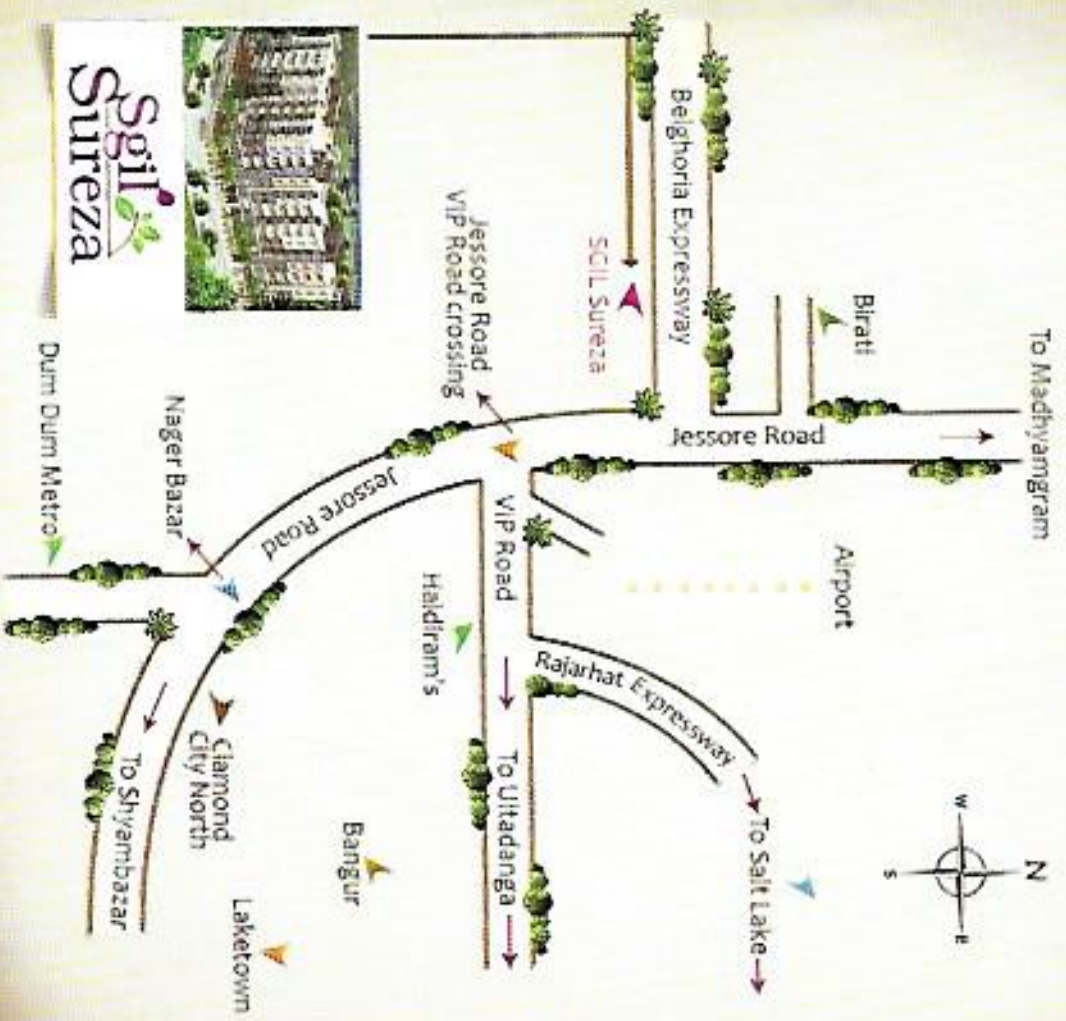 To Madhyamgram
N
W
E
S
Birati
Jessore Road
Airport
Belghoria Expressway
SGIL Sureza
Jessore Road
VIP Road crossing
VIP Road
Rajarhat Expressway
To Salt Lake
Haldiram's
To Ultadanga
Jessore Road
Nager Bazar
Dum Dum Metro
Diamond
City North
To Shyambazar
Bangur
Laketown
Sgil
Sureza